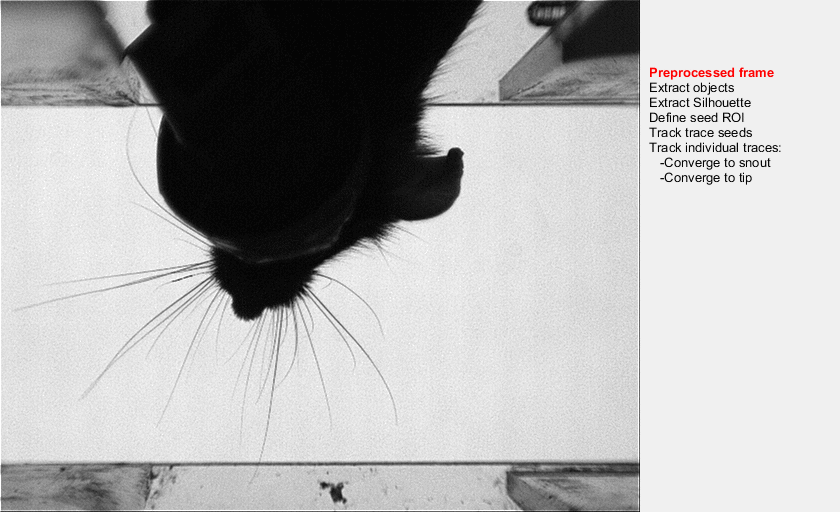 Preprocessed frame
Extract objects
Extract Silhouette
Define seed ROI
Track trace seeds
Track individual traces:
-Converge to snout
-Converge to tip